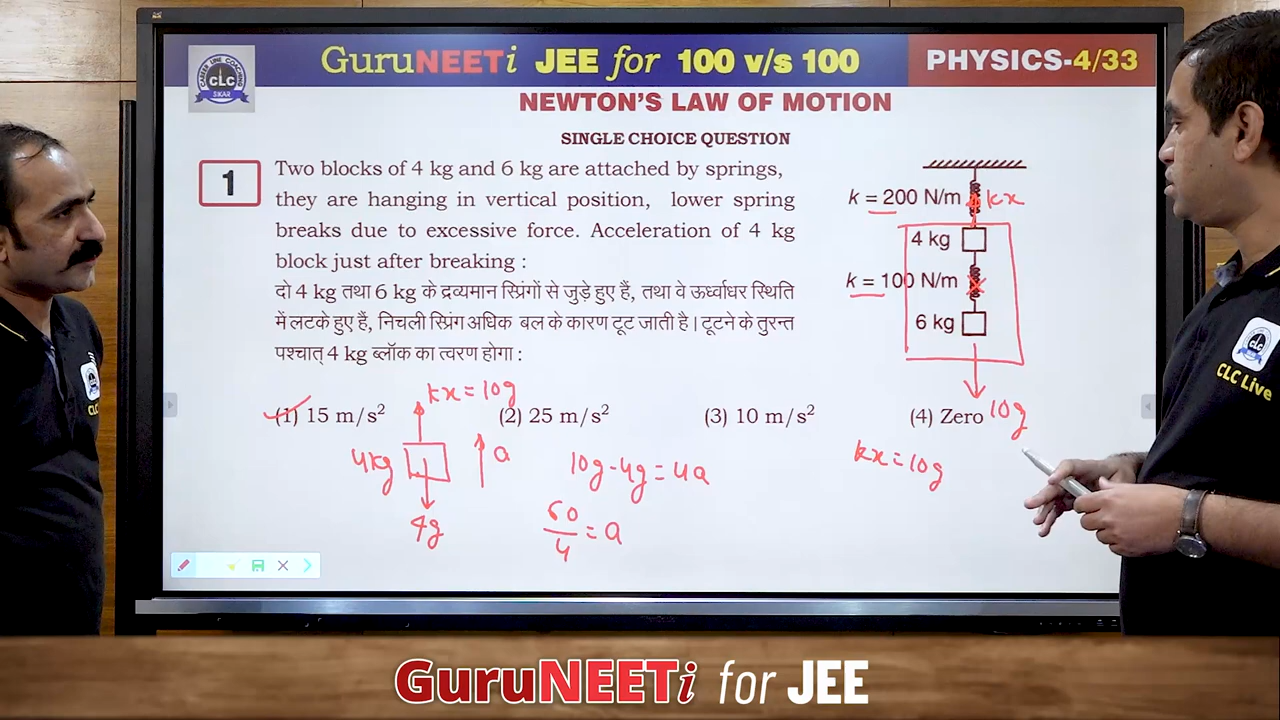 GuruNEETi JEE for 100 v/s 100
PHYSICS-4/33
CLC
SIKAR
NEWTON'S LAW OF MOTION
SINGLE CHOICE QUESTION
1
Two blocks of 4 kg and 6 kg are attached by springs,
they are hanging in vertical position, lower spring
breaks due to excessive force. Acceleration of 4 kg
block just after breaking :
दो 4 kg तथा 6 kg के द्रव्यमान स्प्रिंगों से जुड़े हुए हैं, तथा वे ऊर्ध्वाधर स्थिति
में लटके हुए हैं, निचली स्प्रिंग अधिक बल के कारण टूट जाती है। टूटने के तुरन्त
पश्चात् 4 kg ब्लॉक का त्वरण होगा :
k = 200 N/m
kx
4 kg
k = 100 N/m
6 kg
10g
(1) 15 m/s²
(2) 25 m/s²
(3) 10 m/s²
(4) Zero
kx = 10g
4kg
a
4g
10g - 4g = 4a
60/4 = a
kx = 10g
CLC
CLC Live
GuruNEETi for JEE